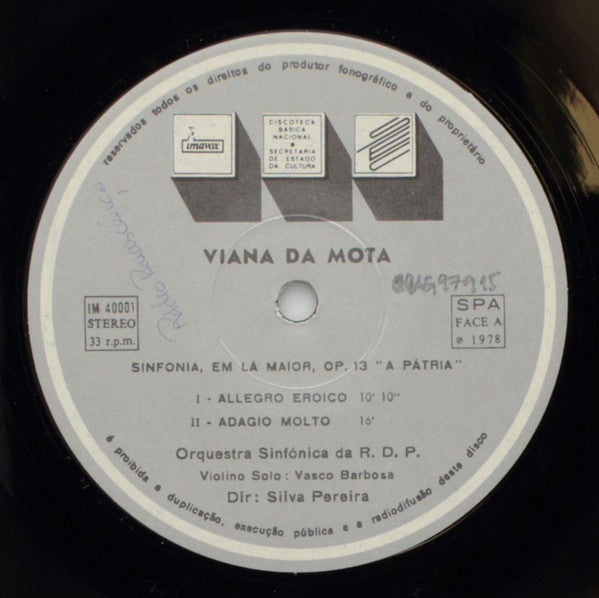 reservados todos os direitos do produtor fonográfico e do proprietário
imavox
DISCOTECA
BÁSICA
NACIONAL
SECRETARIA
DE ESTADO
DA CULTURA
VIANA DA MOTA
IM 40001
STEREO
33 r.p.m.
SPA
FACE A
℗ 1978
SINFONIA, EM LÁ MAIOR, OP. 13 "A PÁTRIA"
I - ALLEGRO EROICO 10' 10"
II - ADAGIO MOLTO 16'
Orquestra Sinfónica da R. D. P.
Violino Solo : Vasco Barbosa
Dir : Silva Pereira
é proibida a duplicação, execução pública e a radiodifusão deste disco